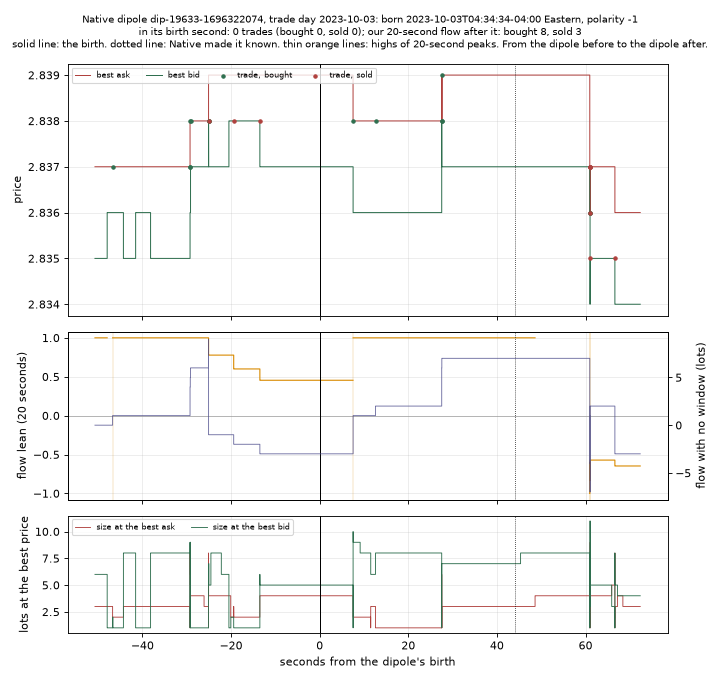 Native dipole dip-19633-1696322074, trade day 2023-10-03: born 2023-10-03T04:34:34-04:00 Eastern, polarity -1
in its birth second: 0 trades (bought 0, sold 0); our 20-second flow after it: bought 8, sold 3
solid line: the birth. dotted line: Native made it known. thin orange lines: highs of 20-second peaks. From the dipole before to the dipole after.
best ask
best bid
trade, bought
trade, sold
2.839
2.838
2.837
2.836
2.835
2.834
price
1.0
0.5
0.0
−0.5
−1.0
flow lean (20 seconds)
5
0
−5
flow with no window (lots)
size at the best ask
size at the best bid
10.0
7.5
5.0
2.5
lots at the best price
−40
−20
0
20
40
60
seconds from the dipole's birth